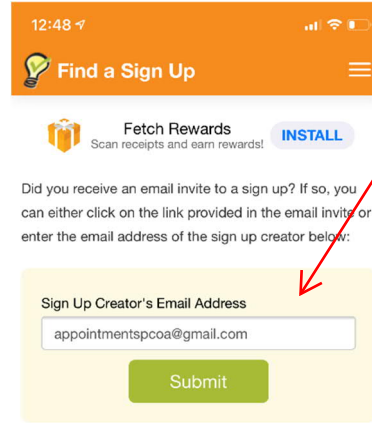 12:48
Find a Sign Up
Fetch Rewards
Scan receipts and earn rewards!
INSTALL
Did you receive an email invite to a sign up? If so, you
can either click on the link provided in the email invite or
enter the email address of the sign up creator below:
Sign Up Creator's Email Address
appointmentspcoa@gmail.com
Submit